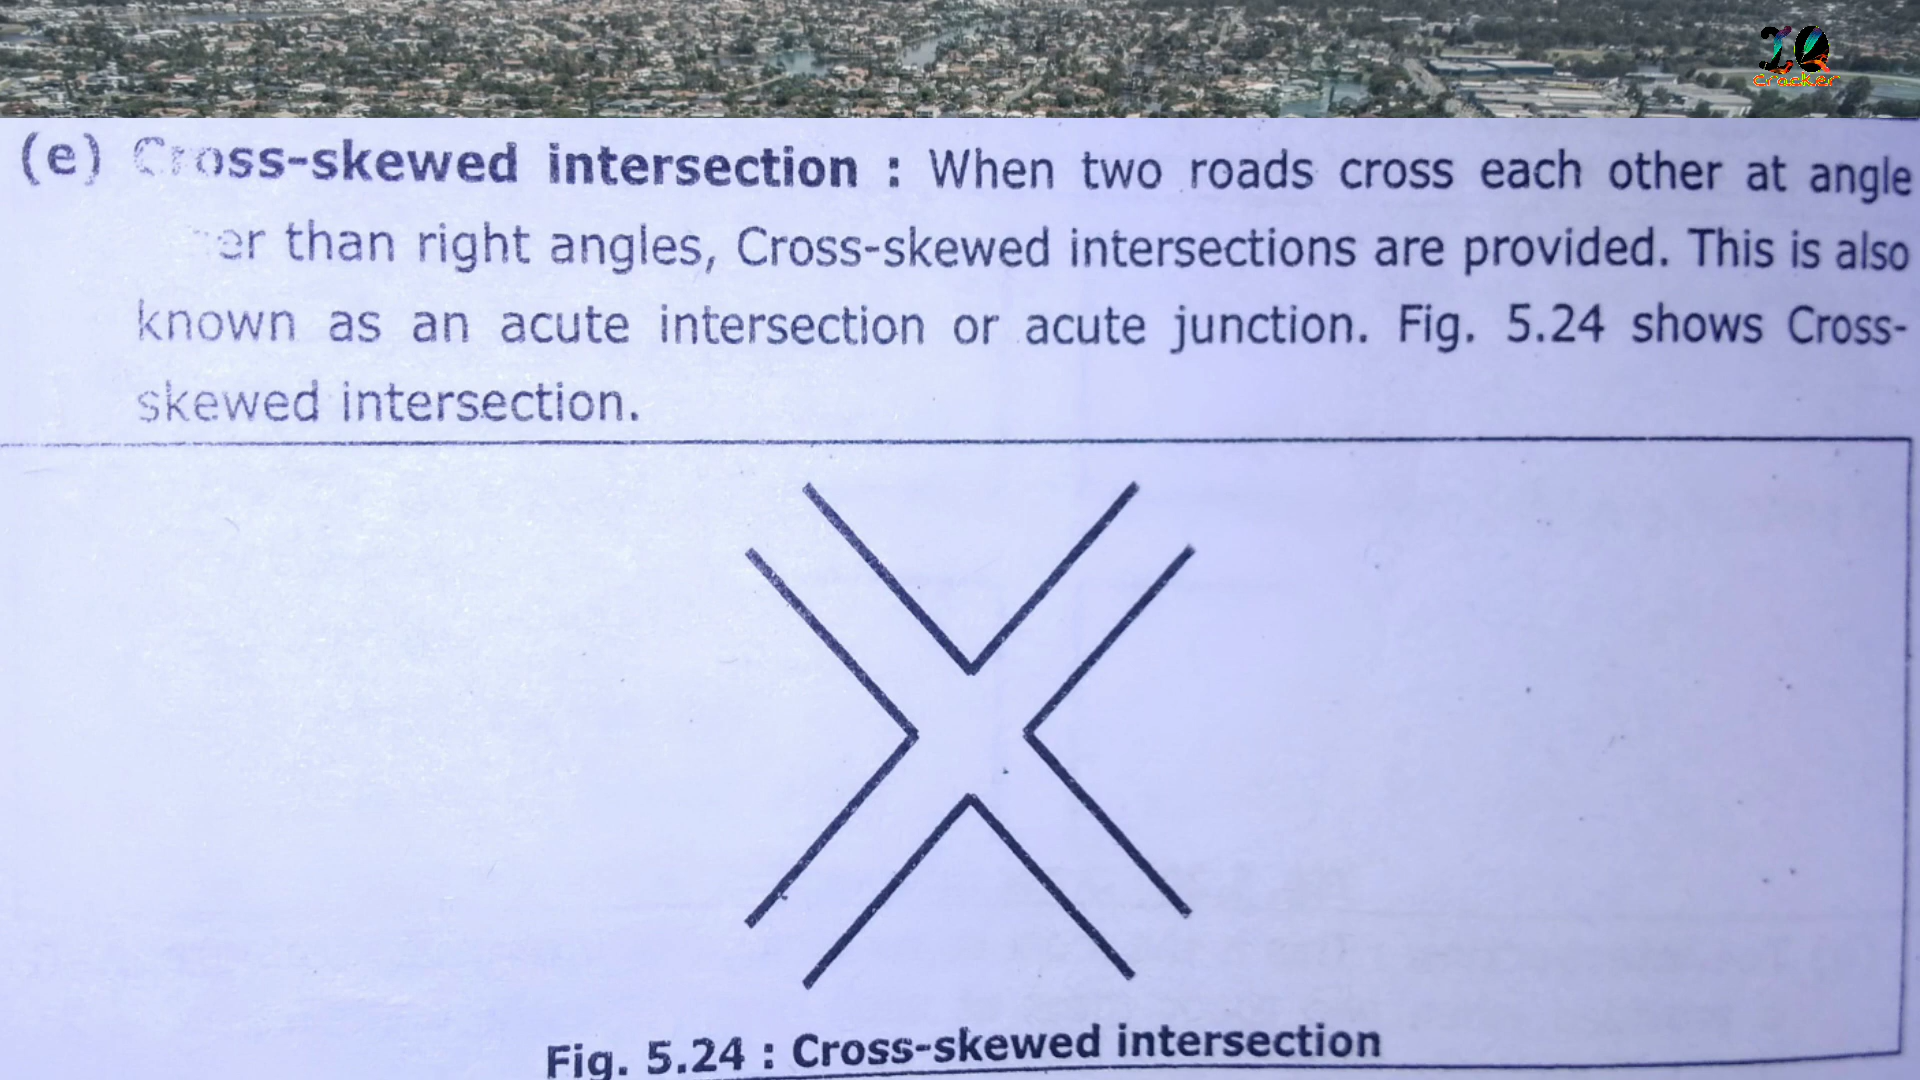 IQ
cracker
(e) Cross-skewed intersection : When two roads cross each other at angle
than right angles, Cross-skewed intersections are provided. This is also
known as an acute intersection or acute junction. Fig. 5.24 shows Cross-
skewed intersection.
Fig. 5.24 : Cross-skewed intersection